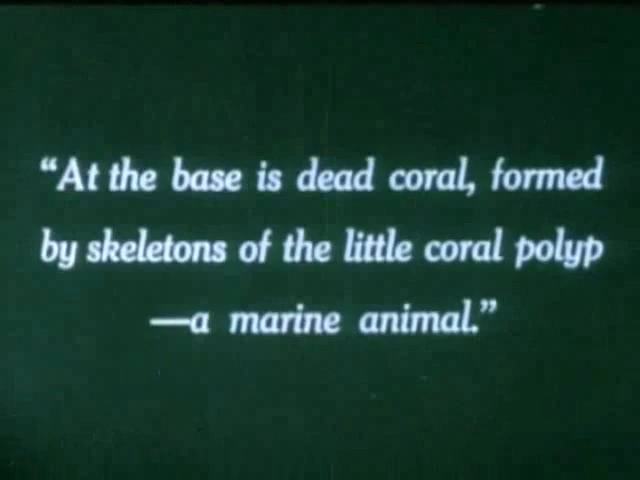 “At the base is dead coral, formed
by skeletons of the little coral polyp
—a marine animal.”